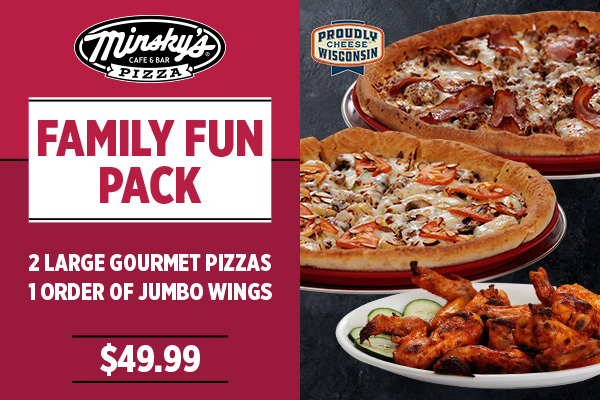 Minsky's®
CAFE & BAR
PIZZA
FAMILY FUN
PACK
2 LARGE GOURMET PIZZAS
1 ORDER OF JUMBO WINGS
$49.99
PROUDLY
CHEESE
WISCONSIN